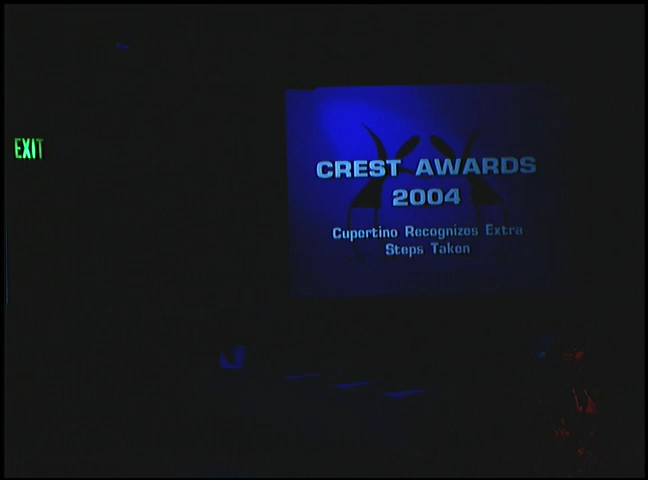 EXIT
CREST AWARDS
2004
Cupertino Recognizes Extra
Steps Taken